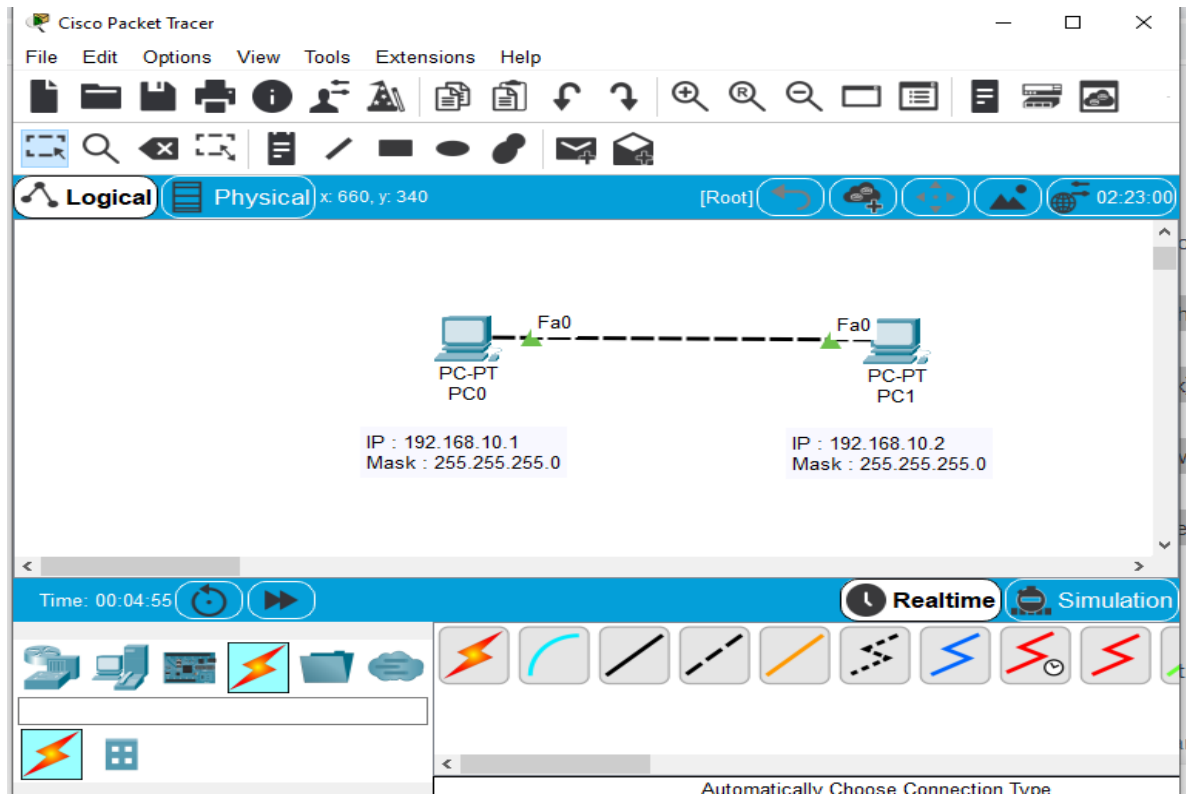 Cisco Packet Tracer
File Edit Options View Tools Extensions Help
Logical Physical x: 660, y: 340 [Root] 02:23:00
Fa0 Fa0
PC-PT PC-PT
PC0 PC1
IP : 192.168.10.1 IP : 192.168.10.2
Mask : 255.255.255.0 Mask : 255.255.255.0
Time: 00:04:55 Realtime Simulation
Automatically Choose Connection Type